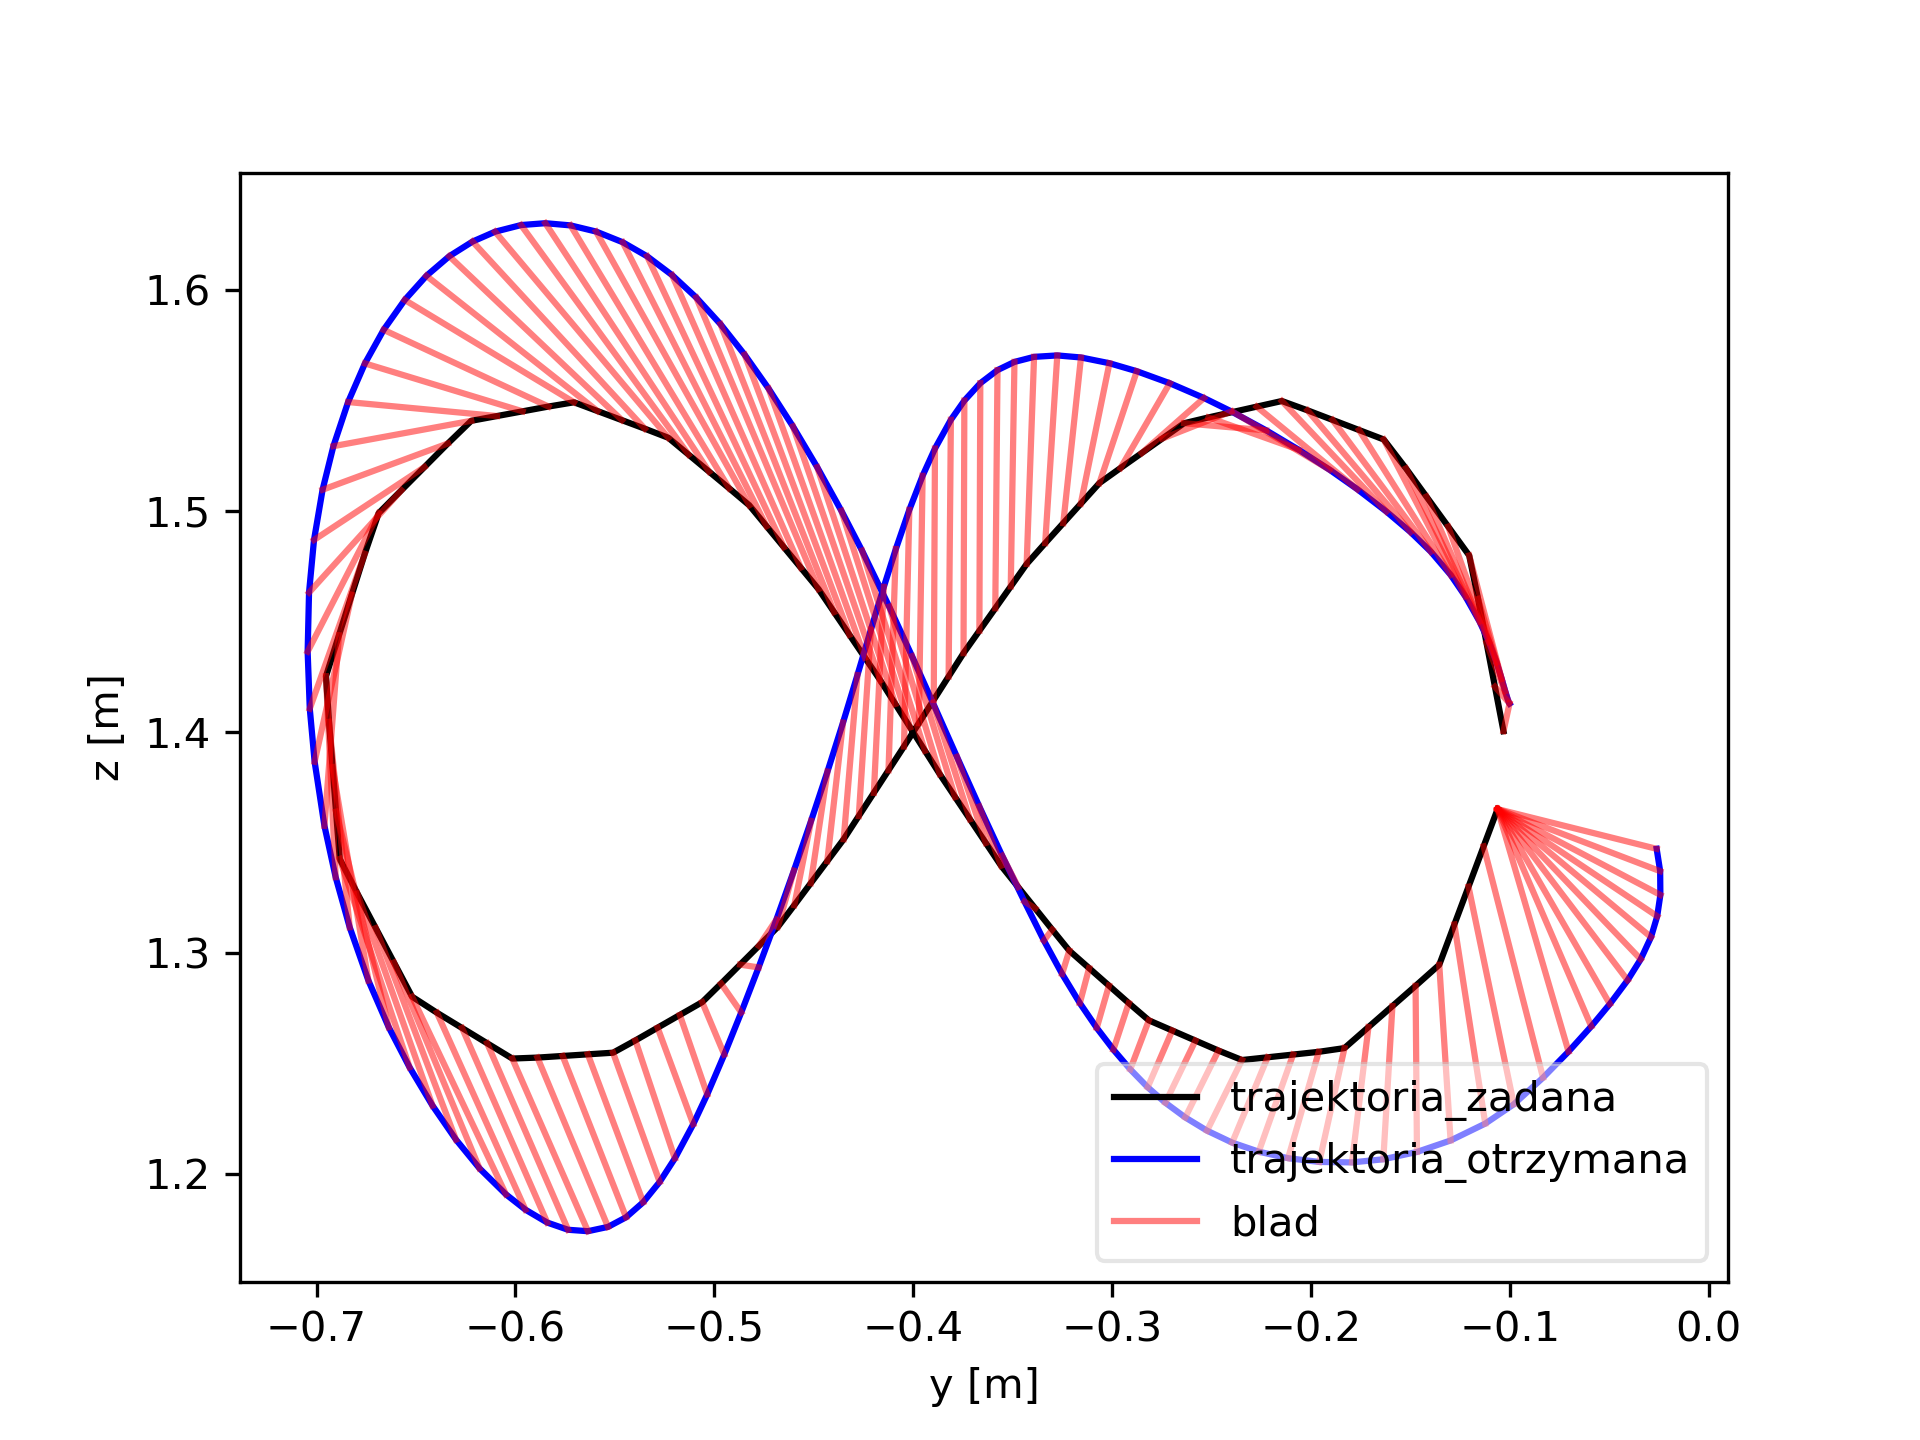 1.6
1.5
1.4
1.3
1.2
z [m]
−0.7 −0.6 −0.5 −0.4 −0.3 −0.2 −0.1 0.0
y [m]
trajektoria_zadana
trajektoria_otrzymana
blad